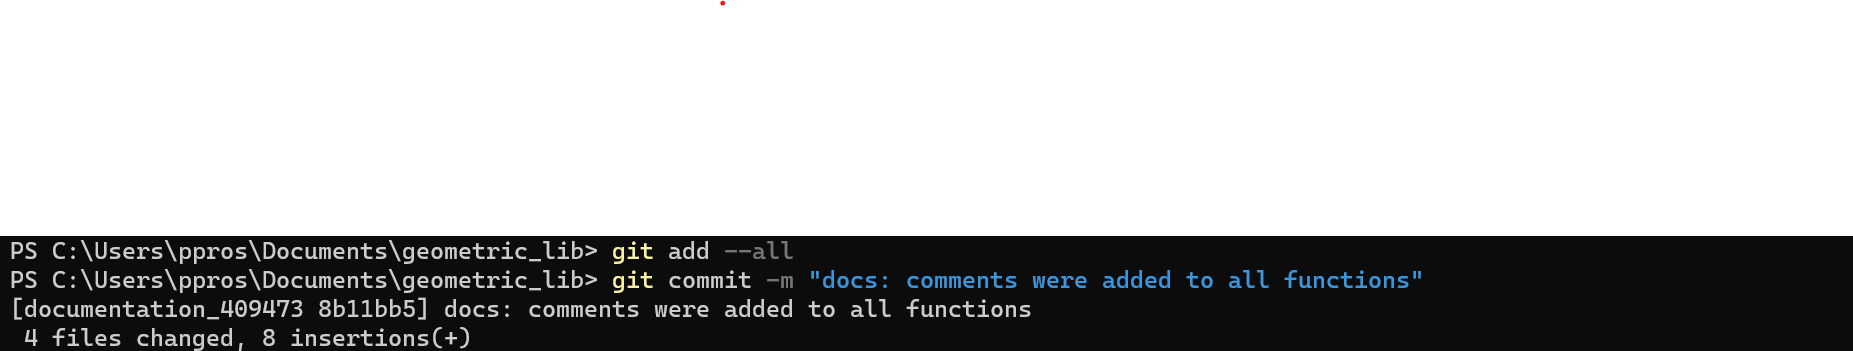 PS C:\Users\ppros\Documents\geometric_lib> git add --all
PS C:\Users\ppros\Documents\geometric_lib> git commit -m "docs: comments were added to all functions"
[documentation_409473 8b11bb5] docs: comments were added to all functions
 4 files changed, 8 insertions(+)